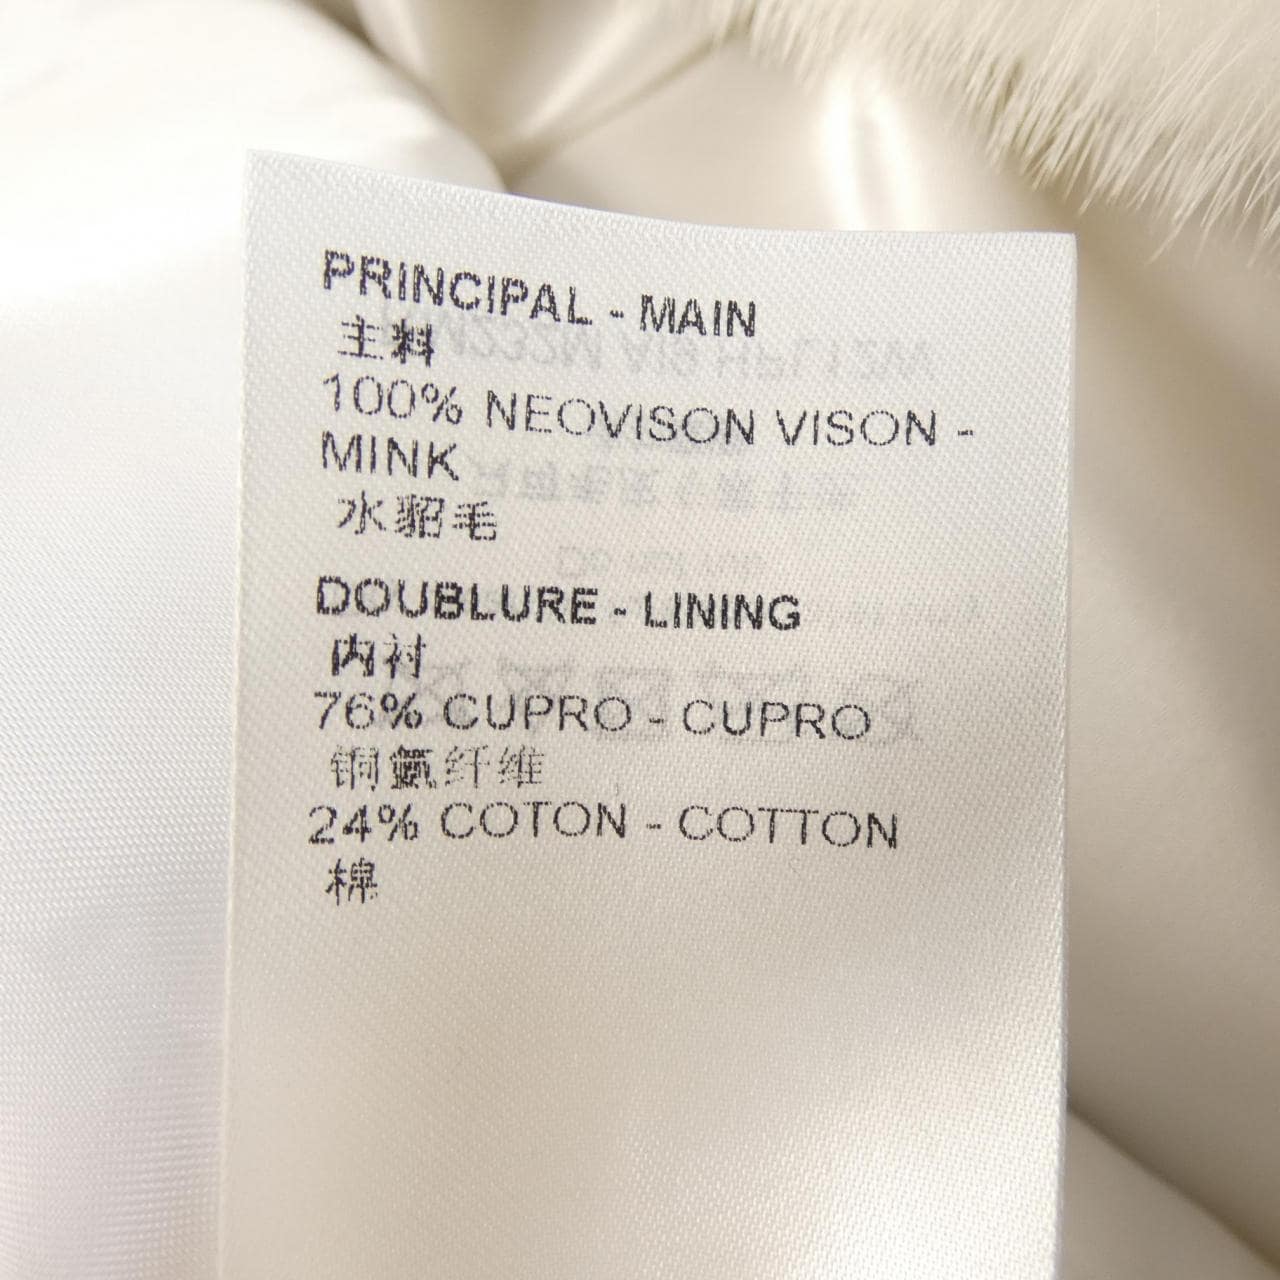 PRINCIPAL - MAIN
主料
100% NEOVISON VISON -
MINK
水貂毛
DOUBLURE - LINING
内衬
76% CUPRO - CUPRO
铜氨纤维
24% COTON - COTTON
棉